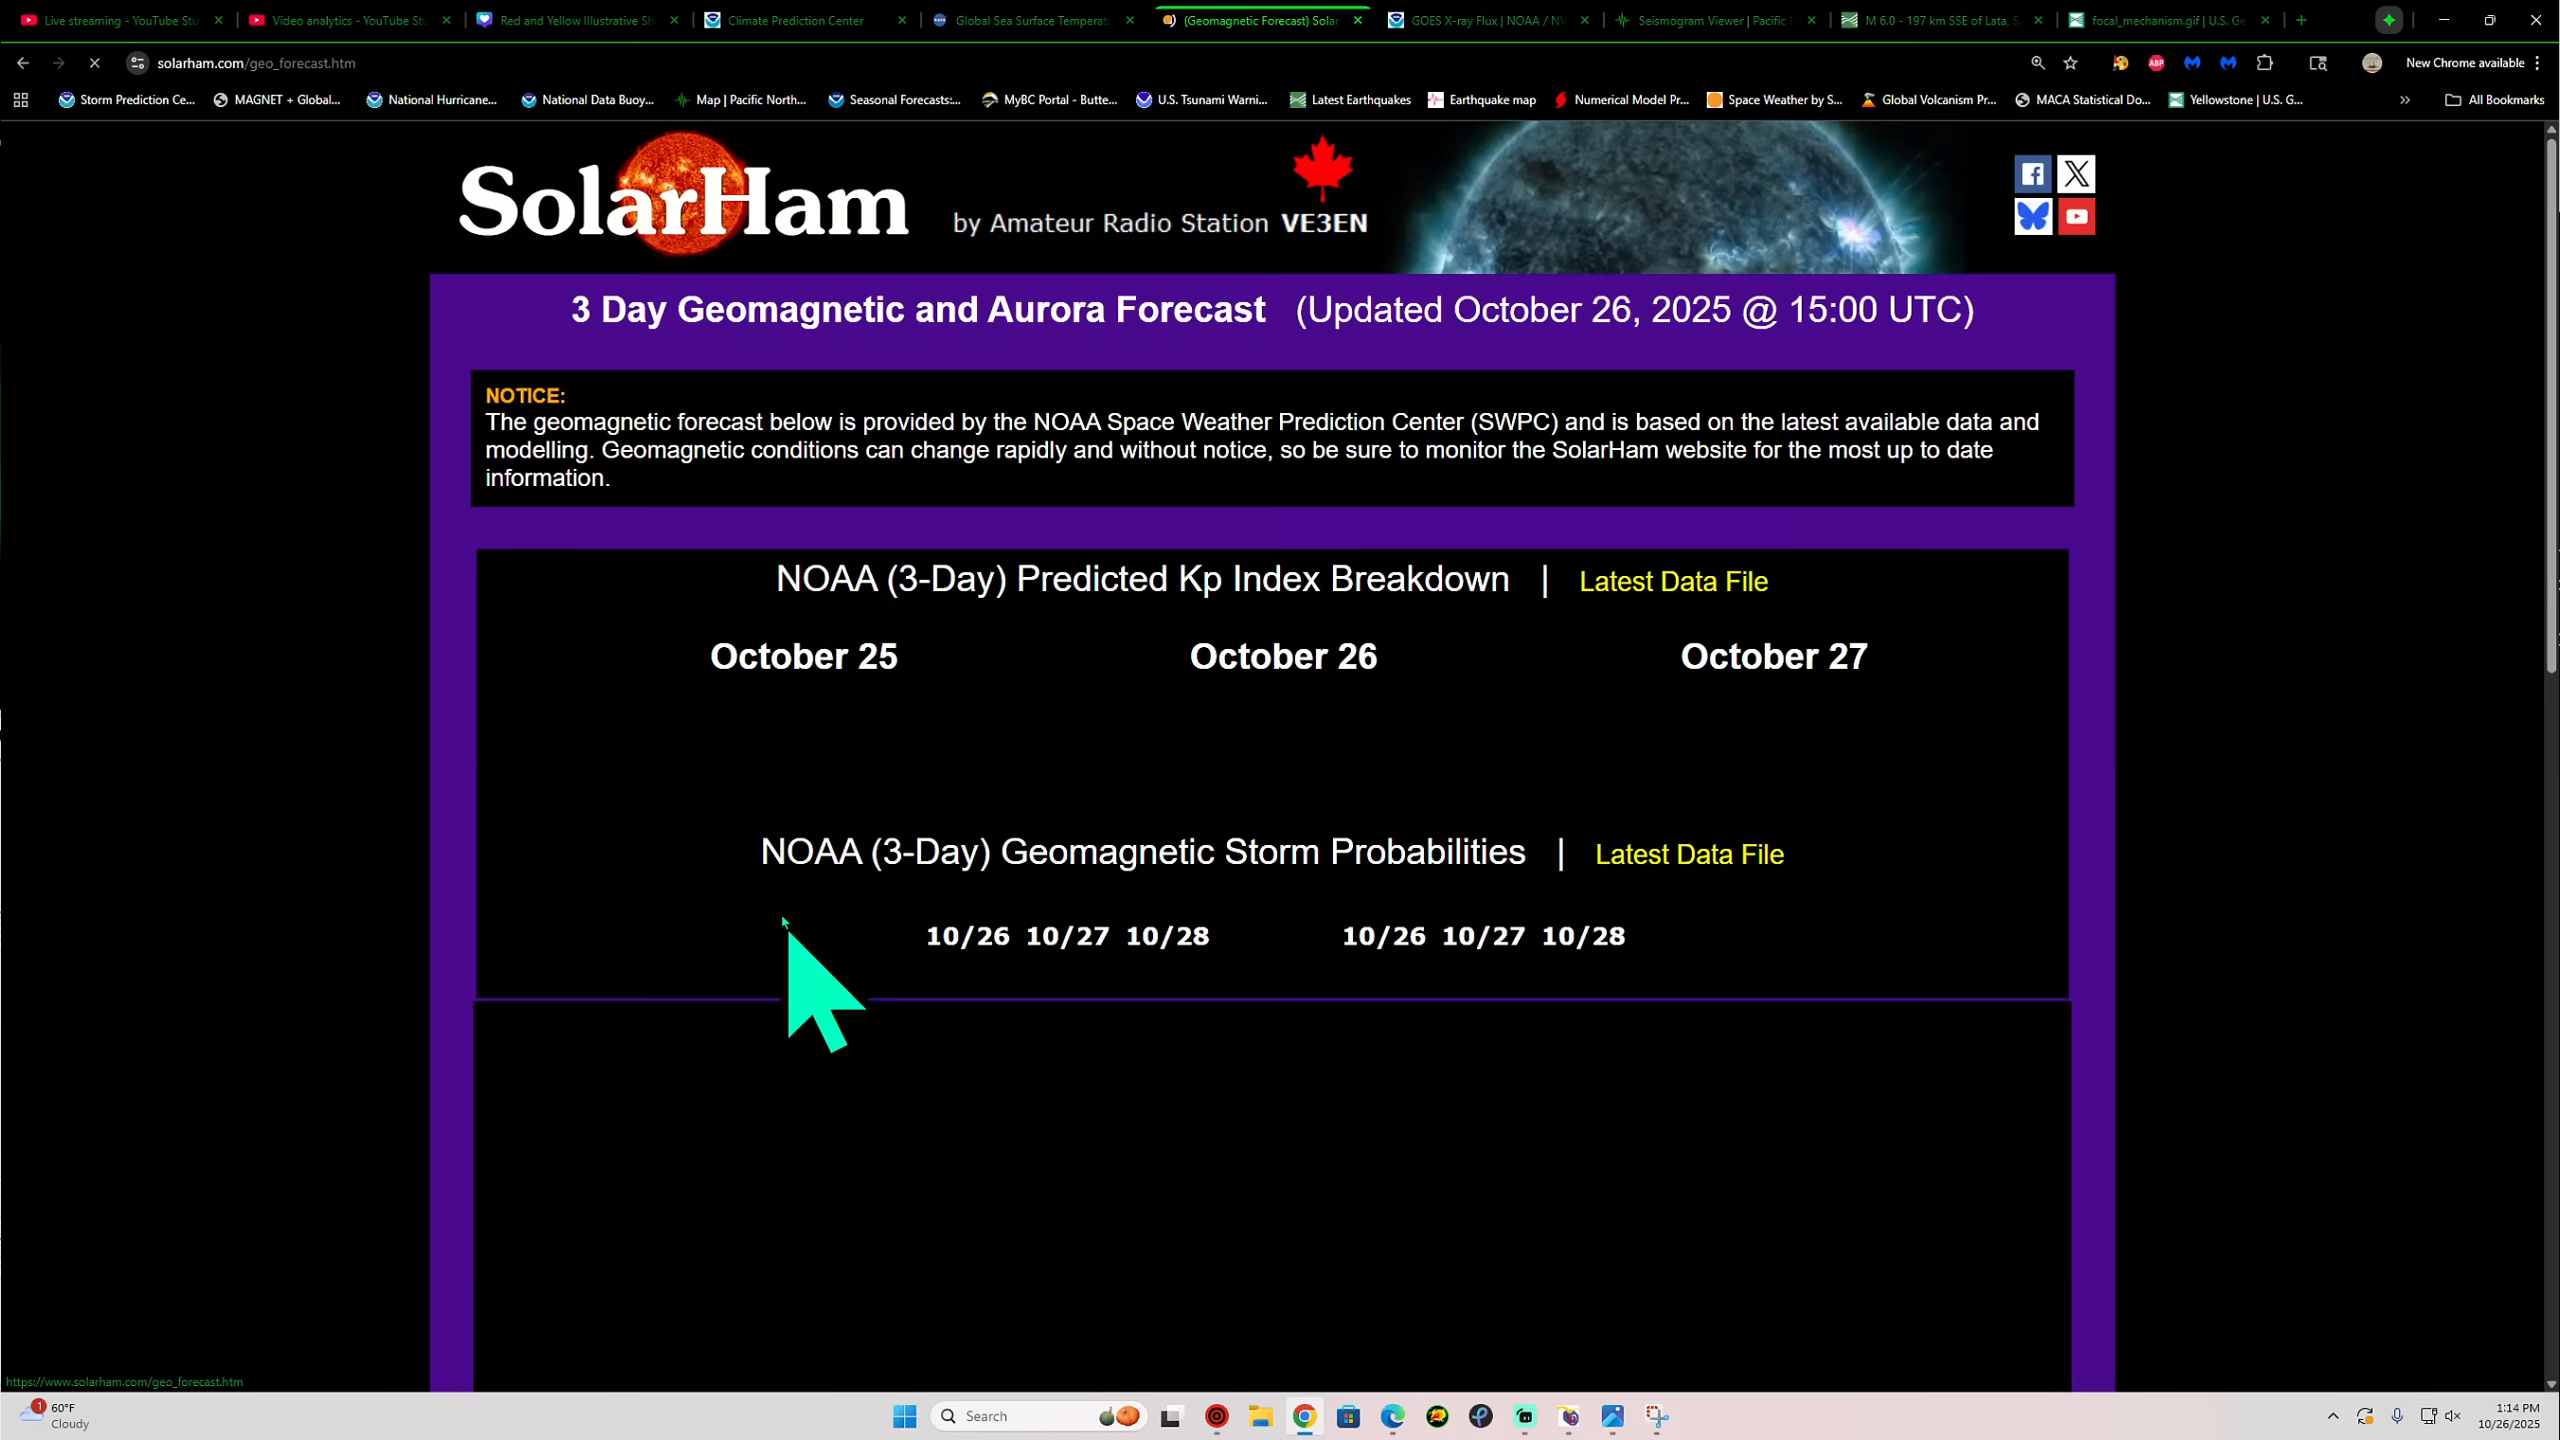 Live streaming - YouTube Stu
Video analytics - YouTube Stu
Red and Yellow Illustrative Sh
Climate Prediction Center
Global Sea Surface Temperatu
(Geomagnetic Forecast) Solar
GOES X-ray Flux | NOAA / NW
Seismogram Viewer | Pacific N
M 6.0 - 197 km SSE of Lata, S
focal_mechanism.gif | U.S. Ge
solarham.com/geo_forecast.htm
ABP
New Chrome available
Storm Prediction Ce...
MAGNET + Global...
National Hurricane...
National Data Buoy...
Map | Pacific North...
Seasonal Forecasts:...
MyBC Portal - Butte...
U.S. Tsunami Warni...
Latest Earthquakes
Earthquake map
Numerical Model Pr...
Space Weather by S...
Global Volcanism Pr...
MACA Statistical Do...
Yellowstone | U.S. G...
All Bookmarks
SolarHam
by Amateur Radio Station VE3EN
3 Day Geomagnetic and Aurora Forecast (Updated October 26, 2025 @ 15:00 UTC)
NOTICE:
The geomagnetic forecast below is provided by the NOAA Space Weather Prediction Center (SWPC) and is based on the latest available data and
modelling. Geomagnetic conditions can change rapidly and without notice, so be sure to monitor the SolarHam website for the most up to date
information.
NOAA (3-Day) Predicted Kp Index Breakdown | Latest Data File
October 25 October 26 October 27
NOAA (3-Day) Geomagnetic Storm Probabilities | Latest Data File
10/26 10/27 10/28 10/26 10/27 10/28
https://www.solarham.com/geo_forecast.htm
1
60°F
Cloudy
Search
1:14 PM
10/26/2025